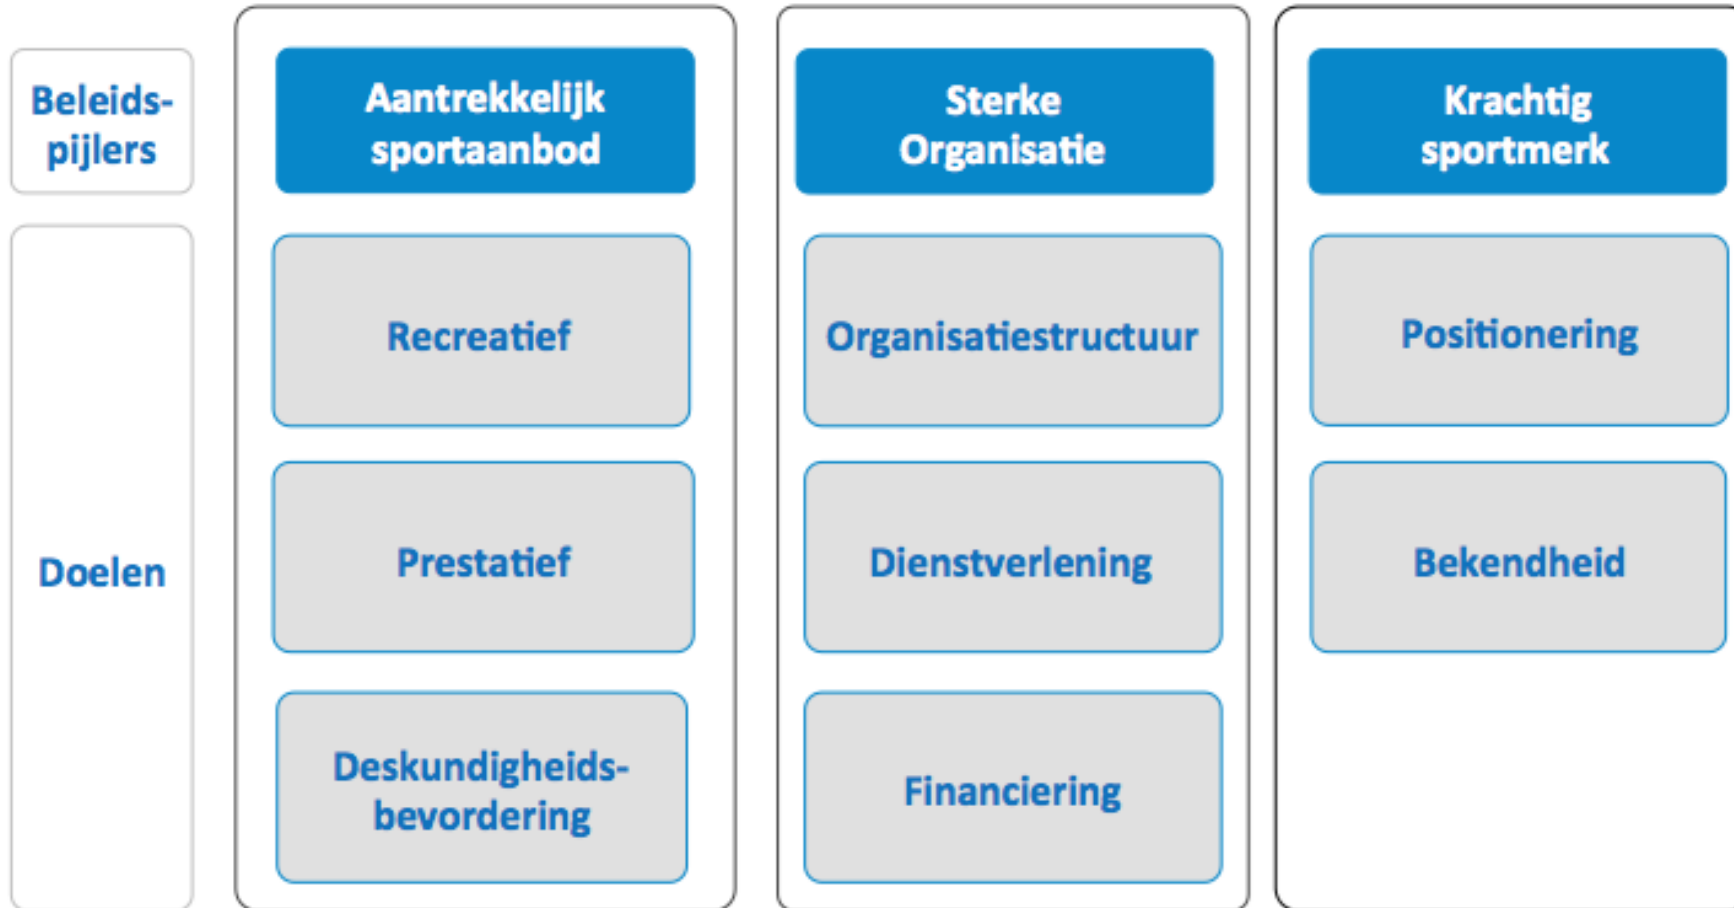 Beleids-
pijlers
Aantrekkelijk
sportaanbod
Sterke
Organisatie
Krachtig
sportmerk
Doelen
Recreatief
Organisatiestructuur
Positionering
Prestatief
Dienstverlening
Bekendheid
Deskundigheids-
bevordering
Financiering